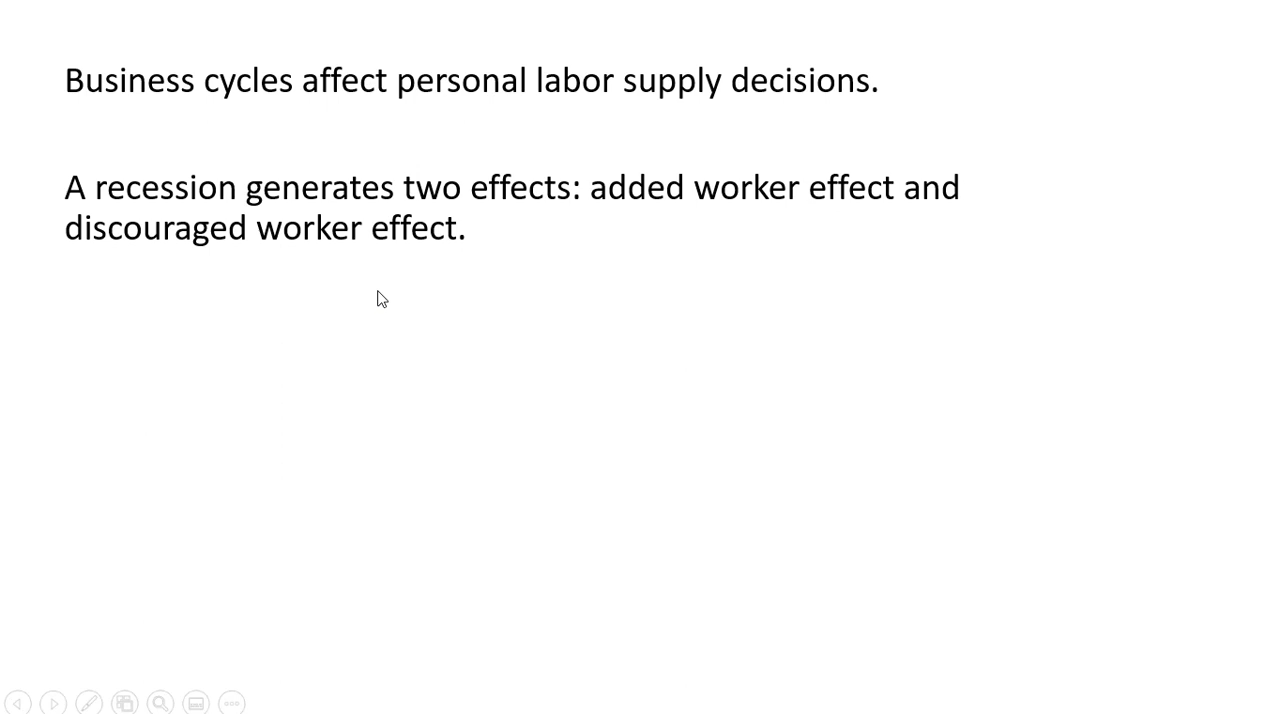 Business cycles affect personal labor supply decisions.
A recession generates two effects: added worker effect and
discouraged worker effect.